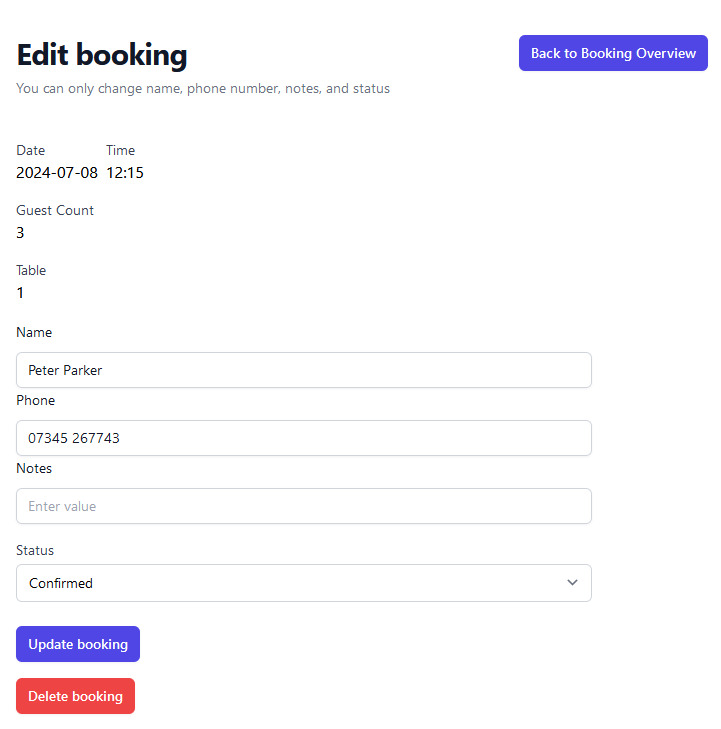 Edit booking
Back to Booking Overview
You can only change name, phone number, notes, and status
Date Time
2024-07-08 12:15
Guest Count
3
Table
1
Name
Peter Parker
Phone
07345 267743
Notes
Enter value
Status
Confirmed
Update booking
Delete booking